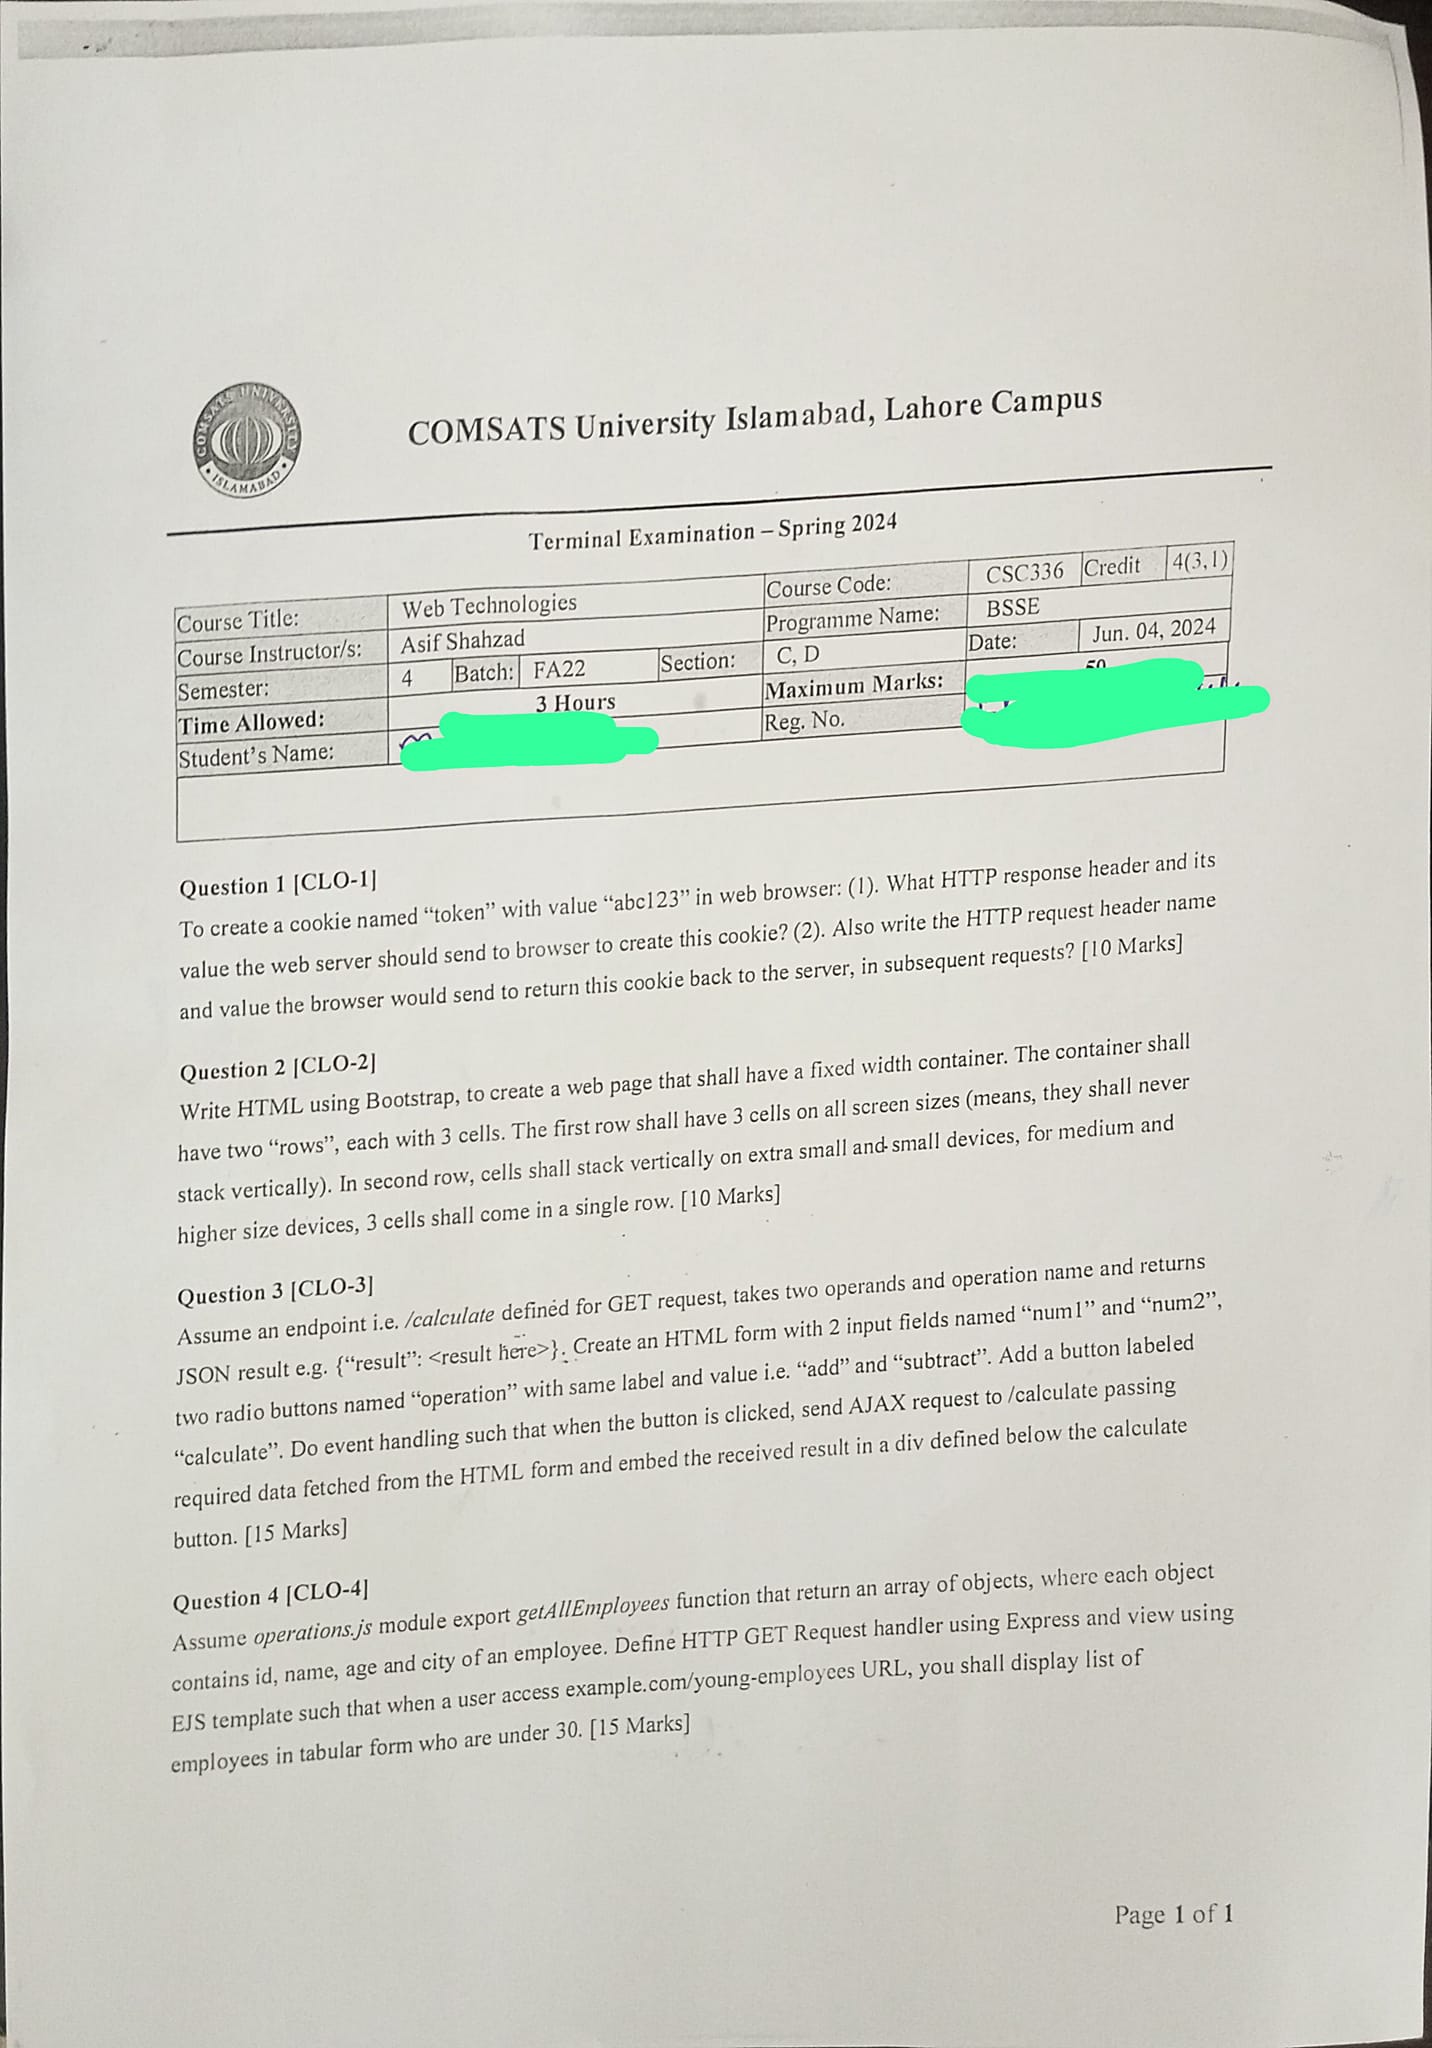 COMSATS UNIVERSITY
ISLAMABAD
COMSATS University Islamabad, Lahore Campus
Terminal Examination – Spring 2024
Course Title: Web Technologies Course Code: CSC336 Credit 4(3,1)
Course Instructor/s: Asif Shahzad Programme Name: BSSE
Semester: 4 Batch: FA22 Section: C, D Date: Jun. 04, 2024
Time Allowed: 3 Hours Maximum Marks: 50
Student's Name: Reg. No.
Question 1 [CLO-1]
To create a cookie named “token” with value “abc123” in web browser: (1). What HTTP response header and its
value the web server should send to browser to create this cookie? (2). Also write the HTTP request header name
and value the browser would send to return this cookie back to the server, in subsequent requests? [10 Marks]
Question 2 [CLO-2]
Write HTML using Bootstrap, to create a web page that shall have a fixed width container. The container shall
have two “rows”, each with 3 cells. The first row shall have 3 cells on all screen sizes (means, they shall never
stack vertically). In second row, cells shall stack vertically on extra small and small devices, for medium and
higher size devices, 3 cells shall come in a single row. [10 Marks]
Question 3 [CLO-3]
Assume an endpoint i.e. /calculate defined for GET request, takes two operands and operation name and returns
JSON result e.g. {“result”: <result here>}. Create an HTML form with 2 input fields named “num1” and “num2”,
two radio buttons named “operation” with same label and value i.e. “add” and “subtract”. Add a button labeled
“calculate”. Do event handling such that when the button is clicked, send AJAX request to /calculate passing
required data fetched from the HTML form and embed the received result in a div defined below the calculate
button. [15 Marks]
Question 4 [CLO-4]
Assume operations.js module export getAllEmployees function that return an array of objects, where each object
contains id, name, age and city of an employee. Define HTTP GET Request handler using Express and view using
EJS template such that when a user access example.com/young-employees URL, you shall display list of
employees in tabular form who are under 30. [15 Marks]
Page 1 of 1